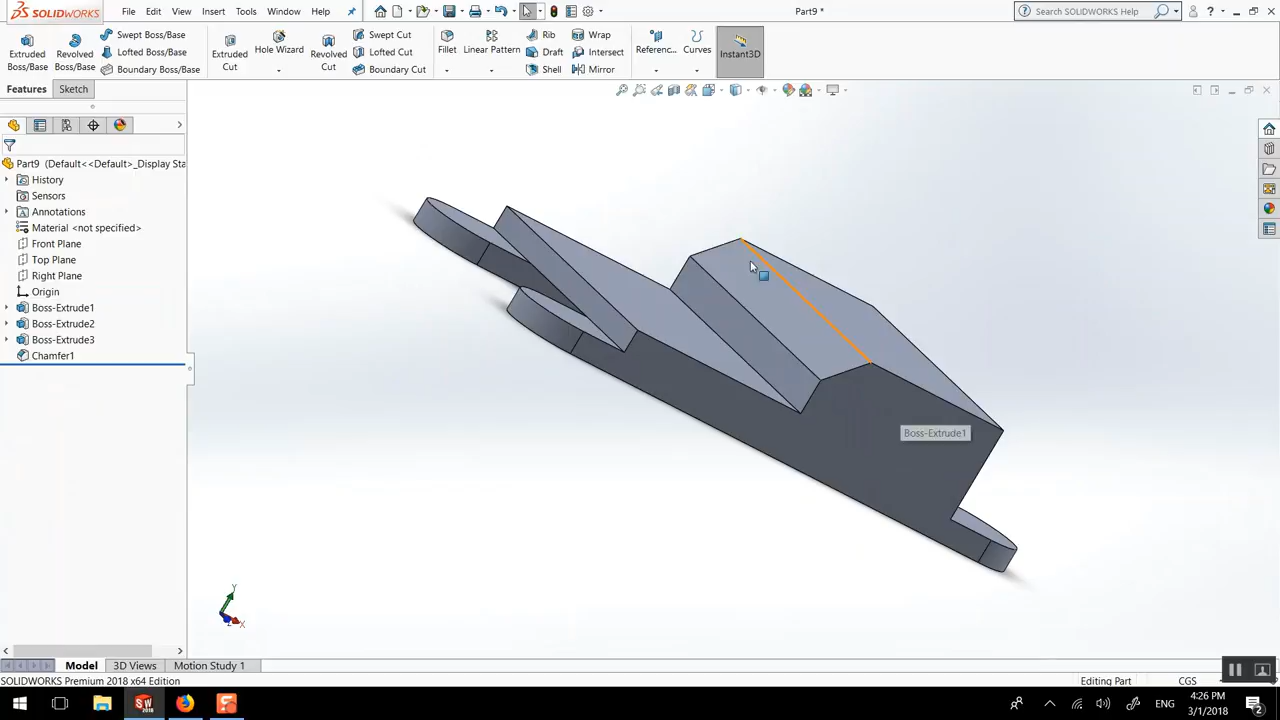 SOLIDWORKS
File
Edit
View
Insert
Tools
Window
Help
Part9 *
Search SOLIDWORKS Help
Extruded Boss/Base
Revolved Boss/Base
Swept Boss/Base
Lofted Boss/Base
Boundary Boss/Base
Extruded Cut
Hole Wizard
Revolved Cut
Swept Cut
Lofted Cut
Boundary Cut
Fillet
Linear Pattern
Rib
Draft
Shell
Wrap
Intersect
Mirror
Referenc...
Curves
Instant3D
Features
Sketch
Part9 (Default<<Default>_Display Sta
History
Sensors
Annotations
Material <not specified>
Front Plane
Top Plane
Right Plane
Origin
Boss-Extrude1
Boss-Extrude2
Boss-Extrude3
Chamfer1
Boss-Extrude1
Y
X
Model
3D Views
Motion Study 1
SOLIDWORKS Premium 2018 x64 Edition
Editing Part
CGS
ENG
4:26 PM
3/1/2018
2